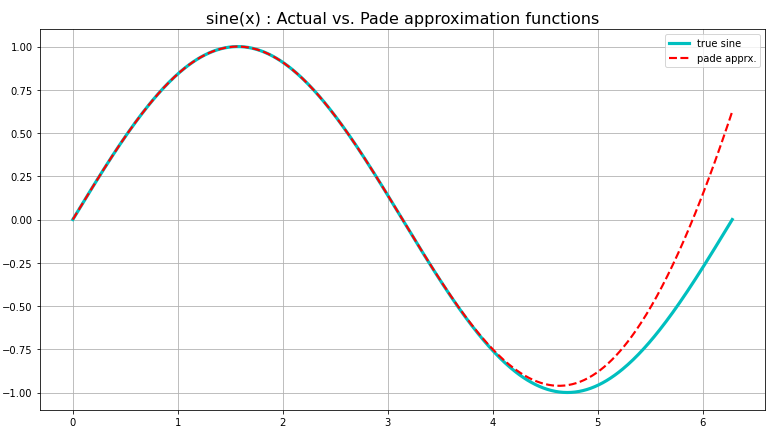 sine(x) : Actual vs. Pade approximation functions
true sine
pade apprx.
1.00
0.75
0.50
0.25
0.00
−0.25
−0.50
−0.75
−1.00
0 1 2 3 4 5 6